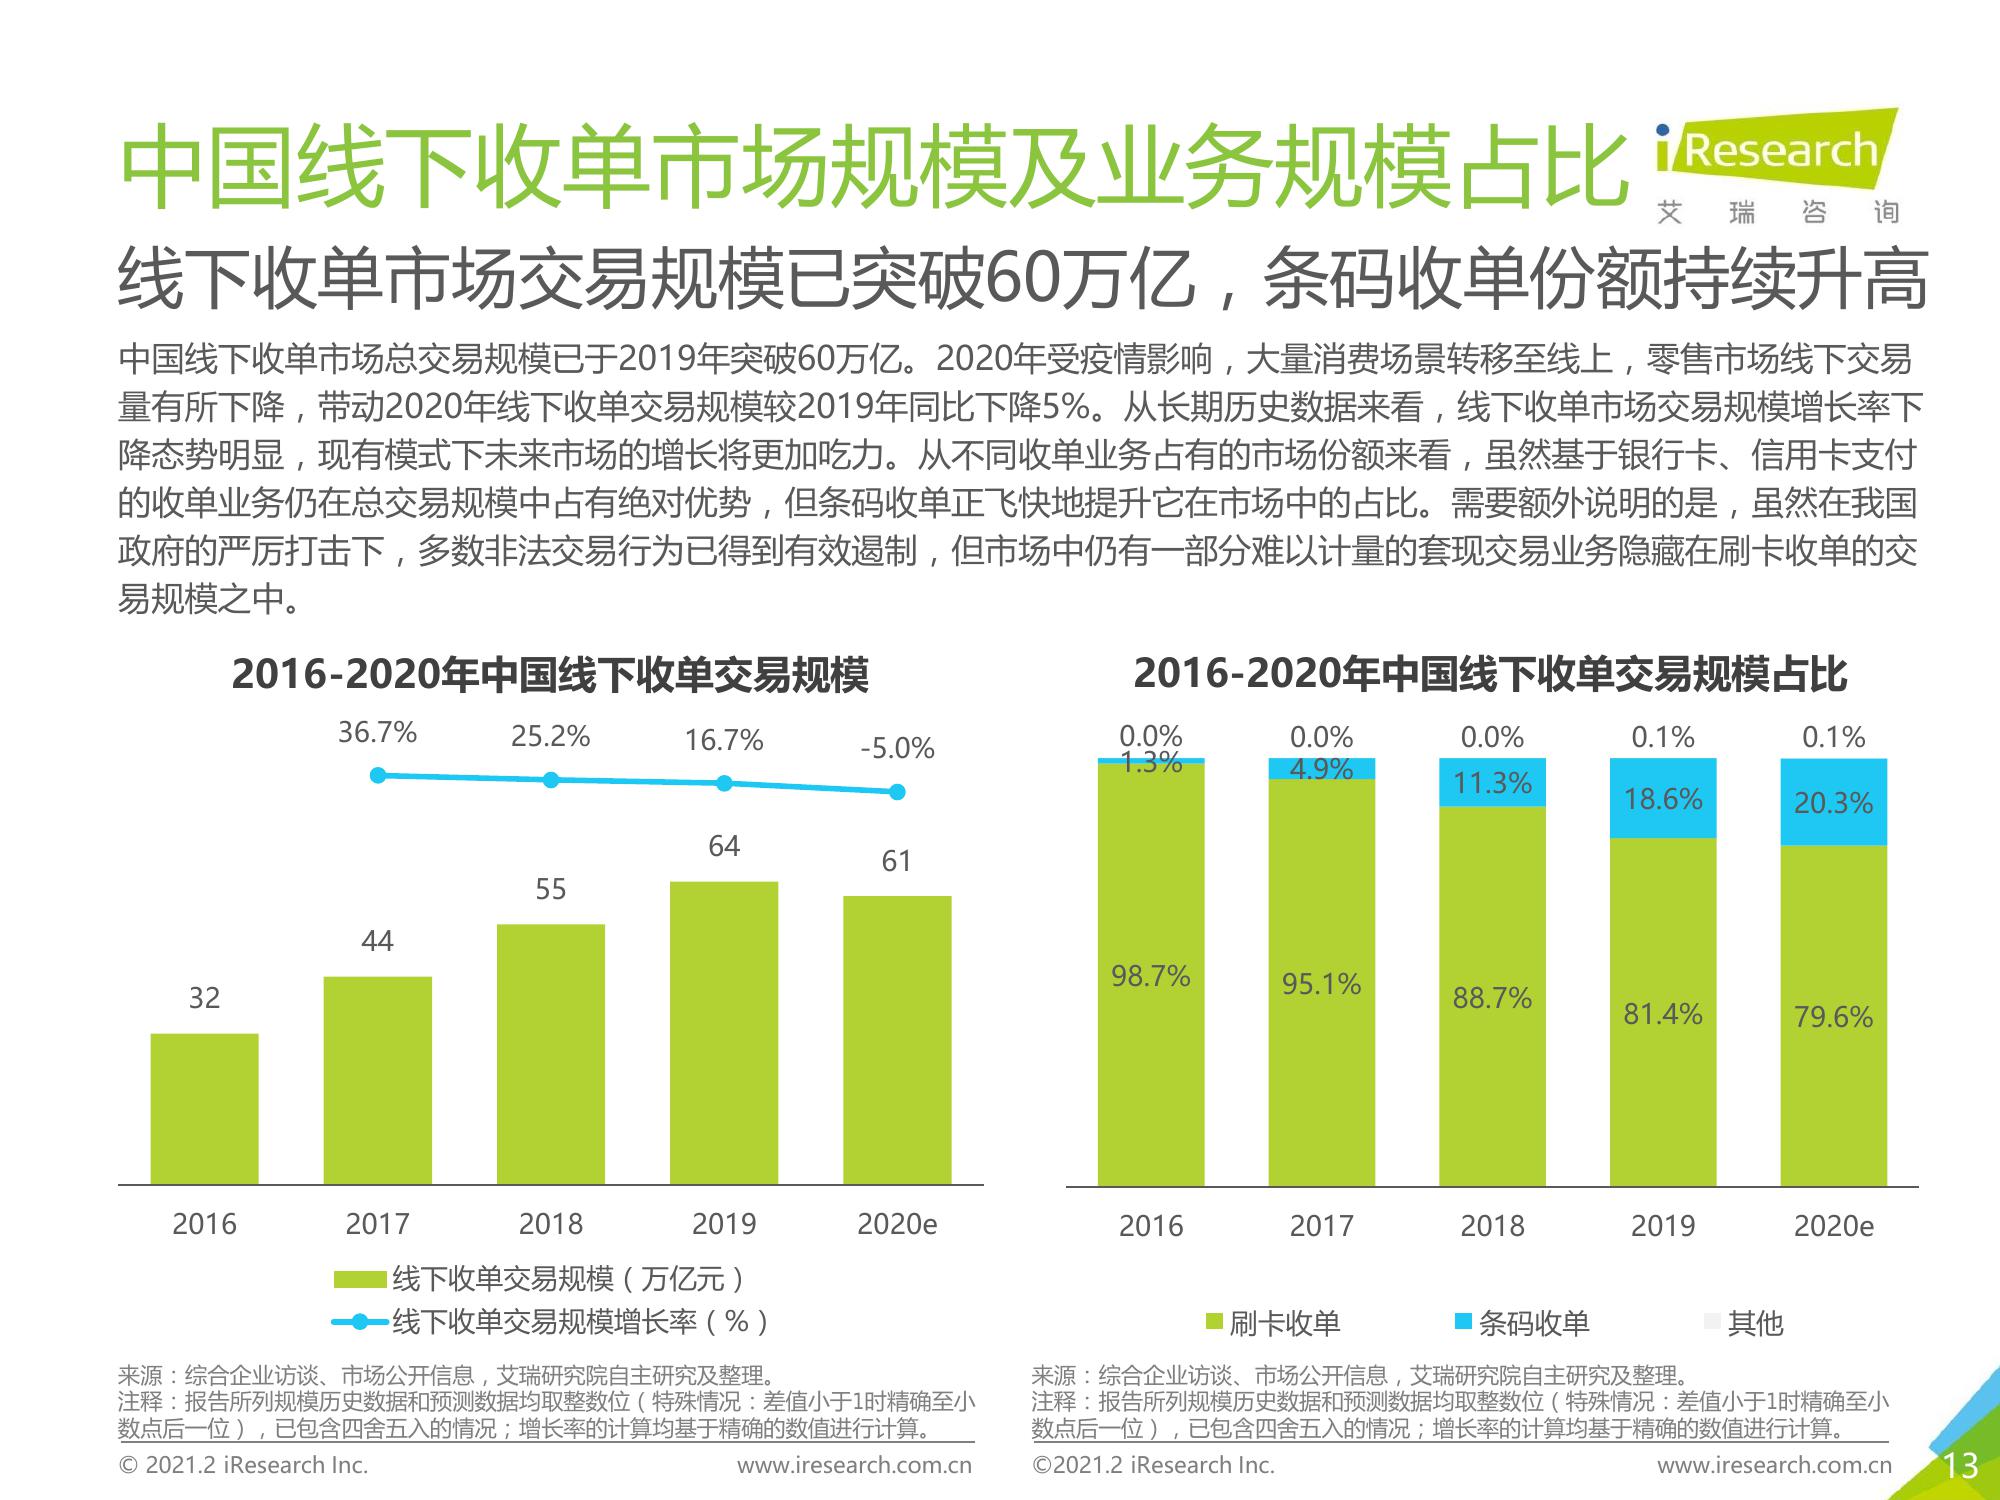 中国线下收单市场规模及业务规模占比
iResearch
艾瑞咨询
线下收单市场交易规模已突破60万亿，条码收单份额持续升高
中国线下收单市场总交易规模已于2019年突破60万亿。2020年受疫情影响，大量消费场景转移至线上，零售市场线下交易
量有所下降，带动2020年线下收单交易规模较2019年同比下降5%。从长期历史数据来看，线下收单市场交易规模增长率下
降态势明显，现有模式下未来市场的增长将更加吃力。从不同收单业务占有的市场份额来看，虽然基于银行卡、信用卡支付
的收单业务仍在总交易规模中占有绝对优势，但条码收单正飞快地提升它在市场中的占比。需要额外说明的是，虽然在我国
政府的严厉打击下，多数非法交易行为已得到有效遏制，但市场中仍有一部分难以计量的套现交易业务隐藏在刷卡收单的交
易规模之中。
2016-2020年中国线下收单交易规模
36.7% 25.2% 16.7% -5.0%
32 44 55 64 61
2016 2017 2018 2019 2020e
线下收单交易规模（万亿元）
线下收单交易规模增长率（%）
来源：综合企业访谈、市场公开信息，艾瑞研究院自主研究及整理。
注释：报告所列规模历史数据和预测数据均取整数位（特殊情况：差值小于1时精确至小
数点后一位），已包含四舍五入的情况；增长率的计算均基于精确的数值进行计算。
© 2021.2 iResearch Inc. www.iresearch.com.cn
2016-2020年中国线下收单交易规模占比
0.0% 0.0% 0.0% 0.1% 0.1%
1.3% 4.9% 11.3% 18.6% 20.3%
98.7% 95.1% 88.7% 81.4% 79.6%
2016 2017 2018 2019 2020e
刷卡收单 条码收单 其他
来源：综合企业访谈、市场公开信息，艾瑞研究院自主研究及整理。
注释：报告所列规模历史数据和预测数据均取整数位（特殊情况：差值小于1时精确至小
数点后一位），已包含四舍五入的情况；增长率的计算均基于精确的数值进行计算。
©2021.2 iResearch Inc. www.iresearch.com.cn
13